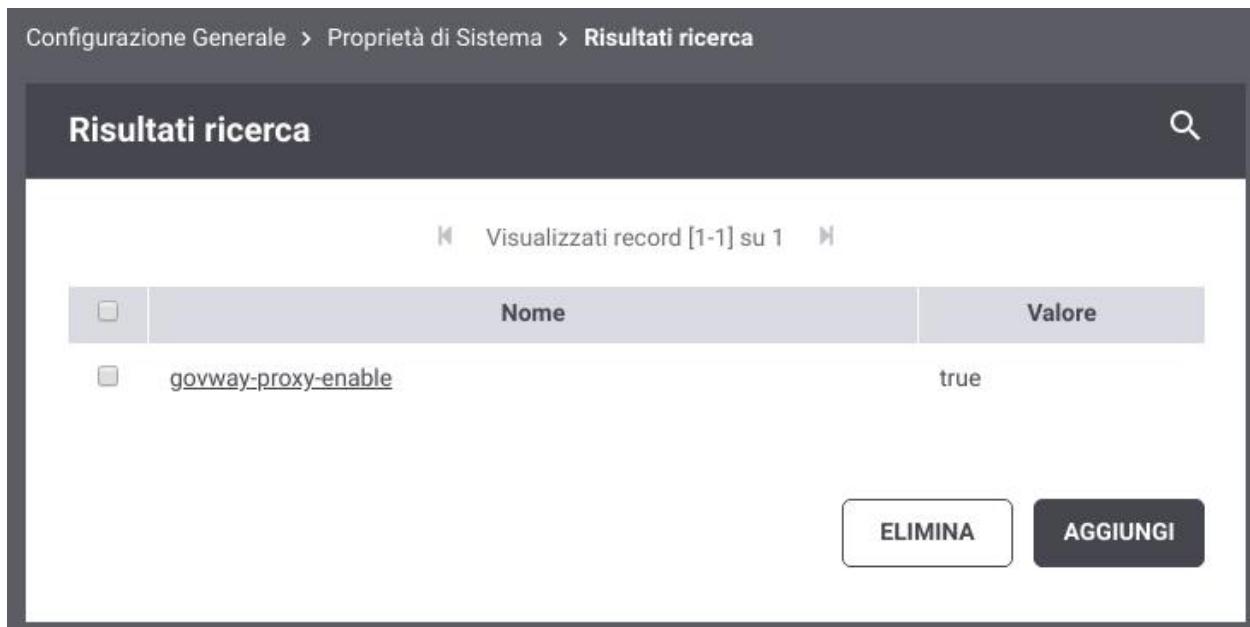 Configurazione Generale > Proprietà di Sistema > Risultati ricerca
Risultati ricerca
Visualizzati record [1-1] su 1
Nome Valore
govway-proxy-enable true
ELIMINA AGGIUNGI